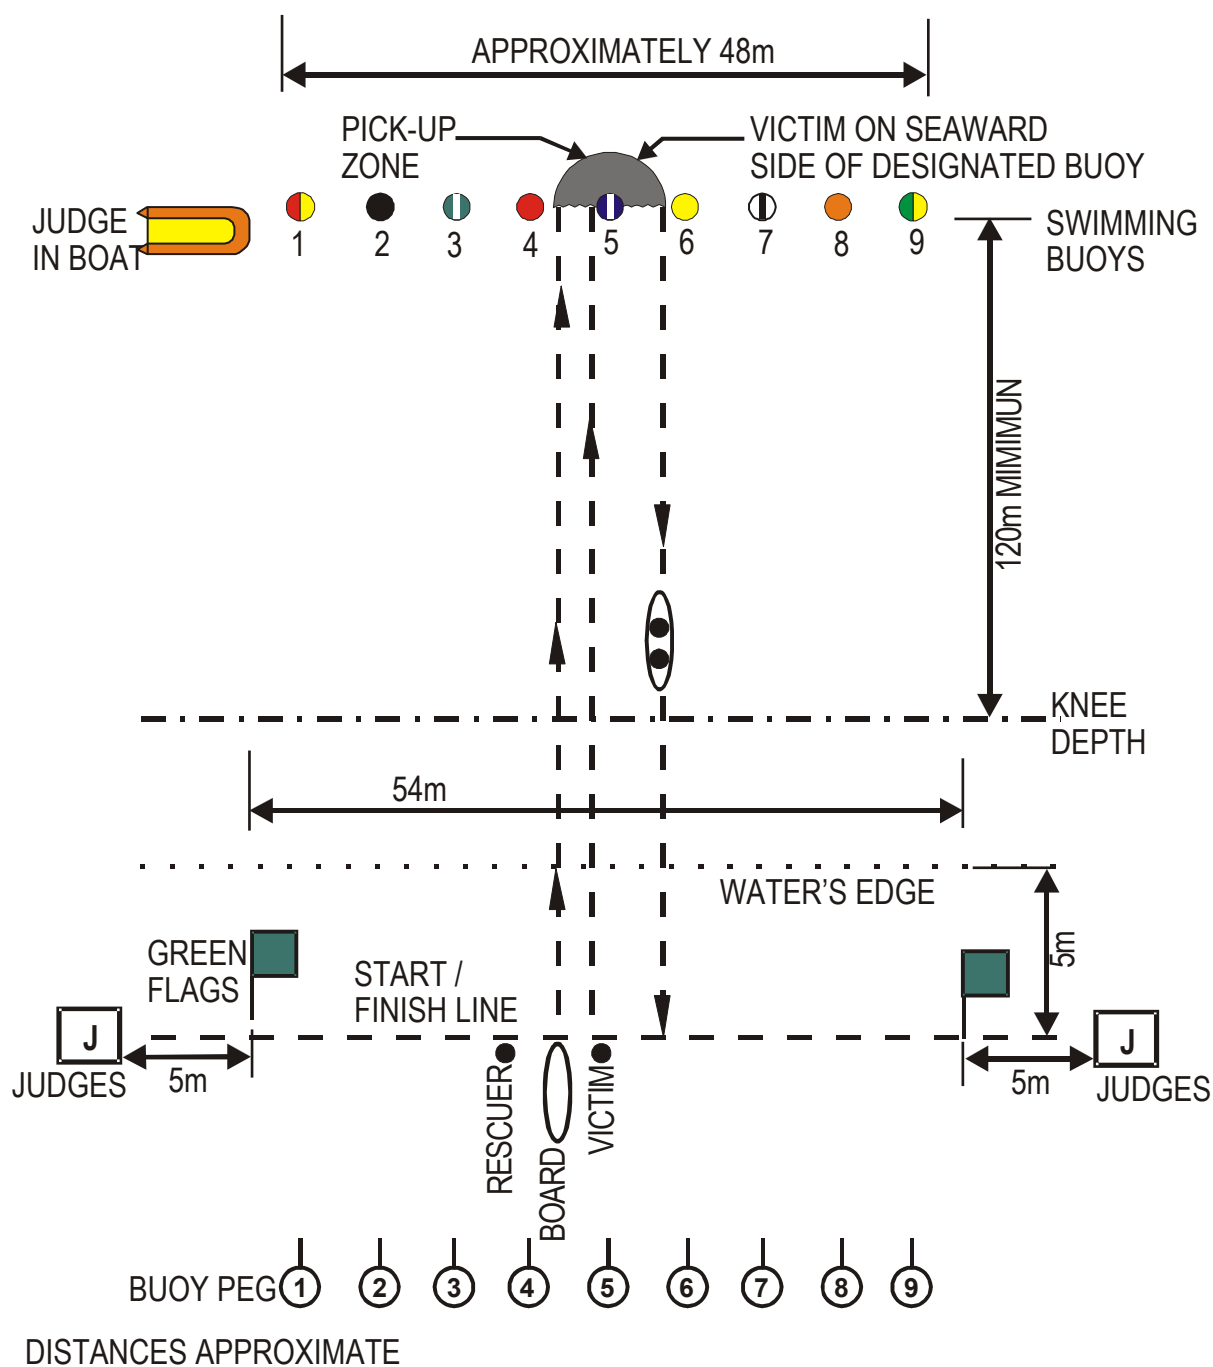 APPROXIMATELY 48m
PICK-UP
ZONE
VICTIM ON SEAWARD
SIDE OF DESIGNATED BUOY
JUDGE
IN BOAT
1 2 3 4 5 6 7 8 9
SWIMMING
BUOYS
120m MIMIMUN
KNEE
DEPTH
54m
WATER'S EDGE
GREEN
FLAGS
START /
FINISH LINE
5m
J
JUDGES
5m
J
JUDGES
5m
RESCUER
BOARD
VICTIM
BUOY PEG 1 2 3 4 5 6 7 8 9
DISTANCES APPROXIMATE